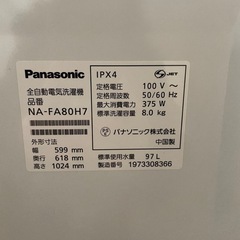 Panasonic
全自動電気洗濯機
品番
NA-FA80H7
外形寸法
幅 599 mm
奥行 618 mm
高さ 1024 mm
IPX4
JET
定格電圧 100 V ～
定格周波数 50/60 Hz
最大消費電力 375 W
標準洗濯容量 8.0 kg
パナソニック株式会社
中国製
標準使用水量 97 L
製造番号 1973308366